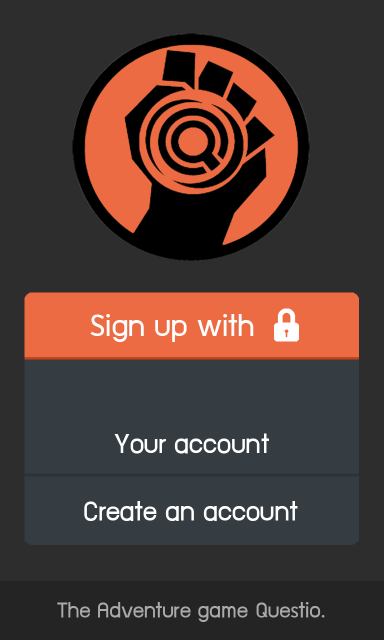 Sign up with
Your account
Create an account
The Adventure game Questio.